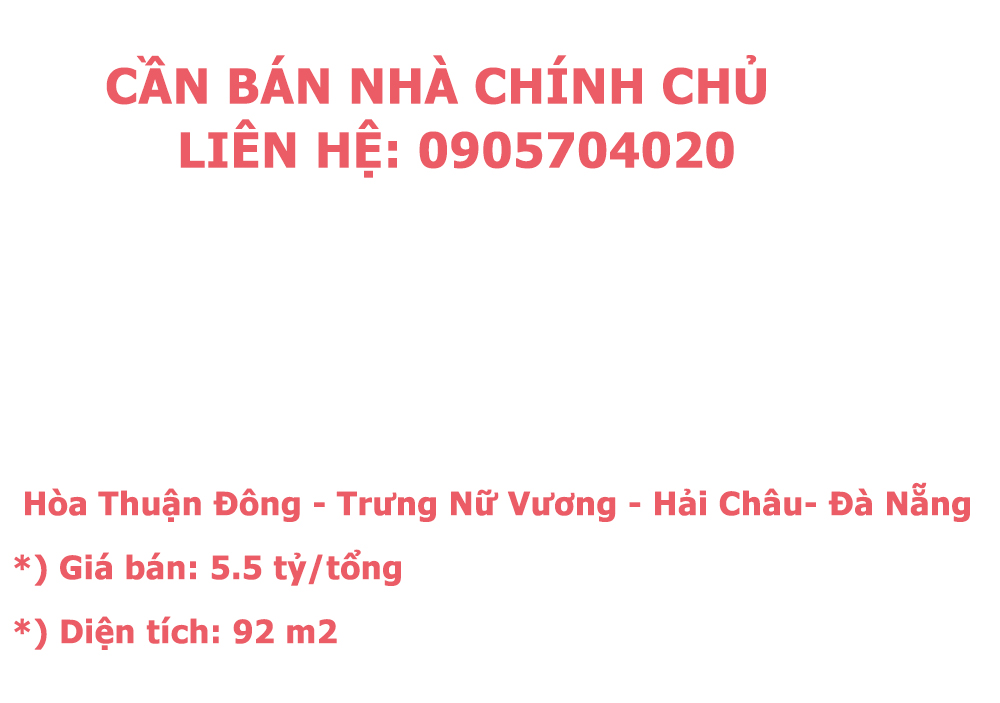 CẦN BÁN NHÀ CHÍNH CHỦ
LIÊN HỆ: 0905704020
Hòa Thuận Đông - Trưng Nữ Vương - Hải Châu- Đà Nẵng
*) Giá bán: 5.5 tỷ/tổng
*) Diện tích: 92 m2